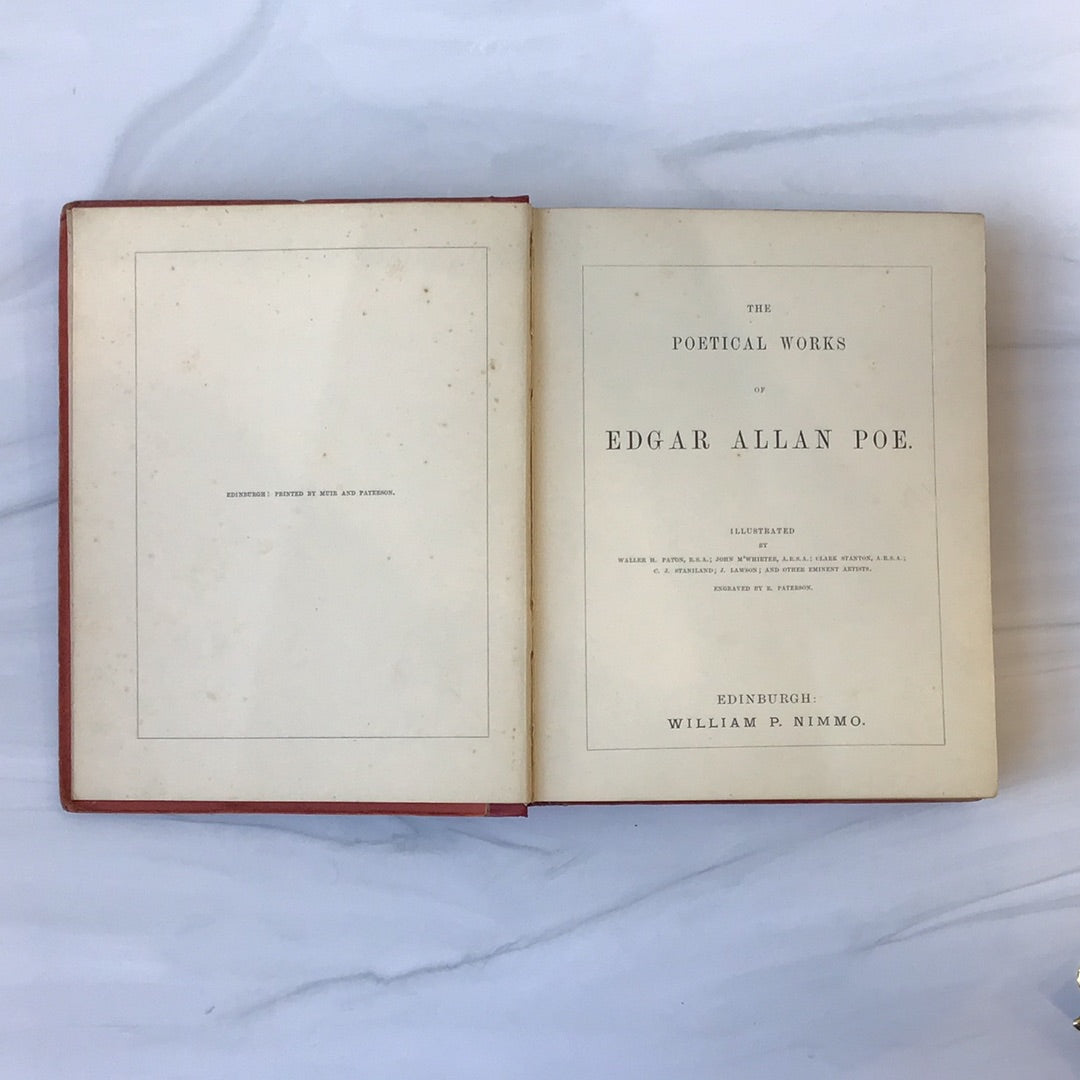 EDINBURGH: PRINTED BY MUIR AND PATERSON.
THE
POETICAL WORKS
OF
EDGAR ALLAN POE.
ILLUSTRATED
BY
WALLER H. PATON, R.S.A.; JOHN M'WHIRTER, A.R.S.A.; CLARK STANTON, A.R.S.A.;
C. J. STANILAND; J. LAWSON; AND OTHER EMINENT ARTISTS.
ENGRAVED BY R. PATERSON.
EDINBURGH:
WILLIAM P. NIMMO.